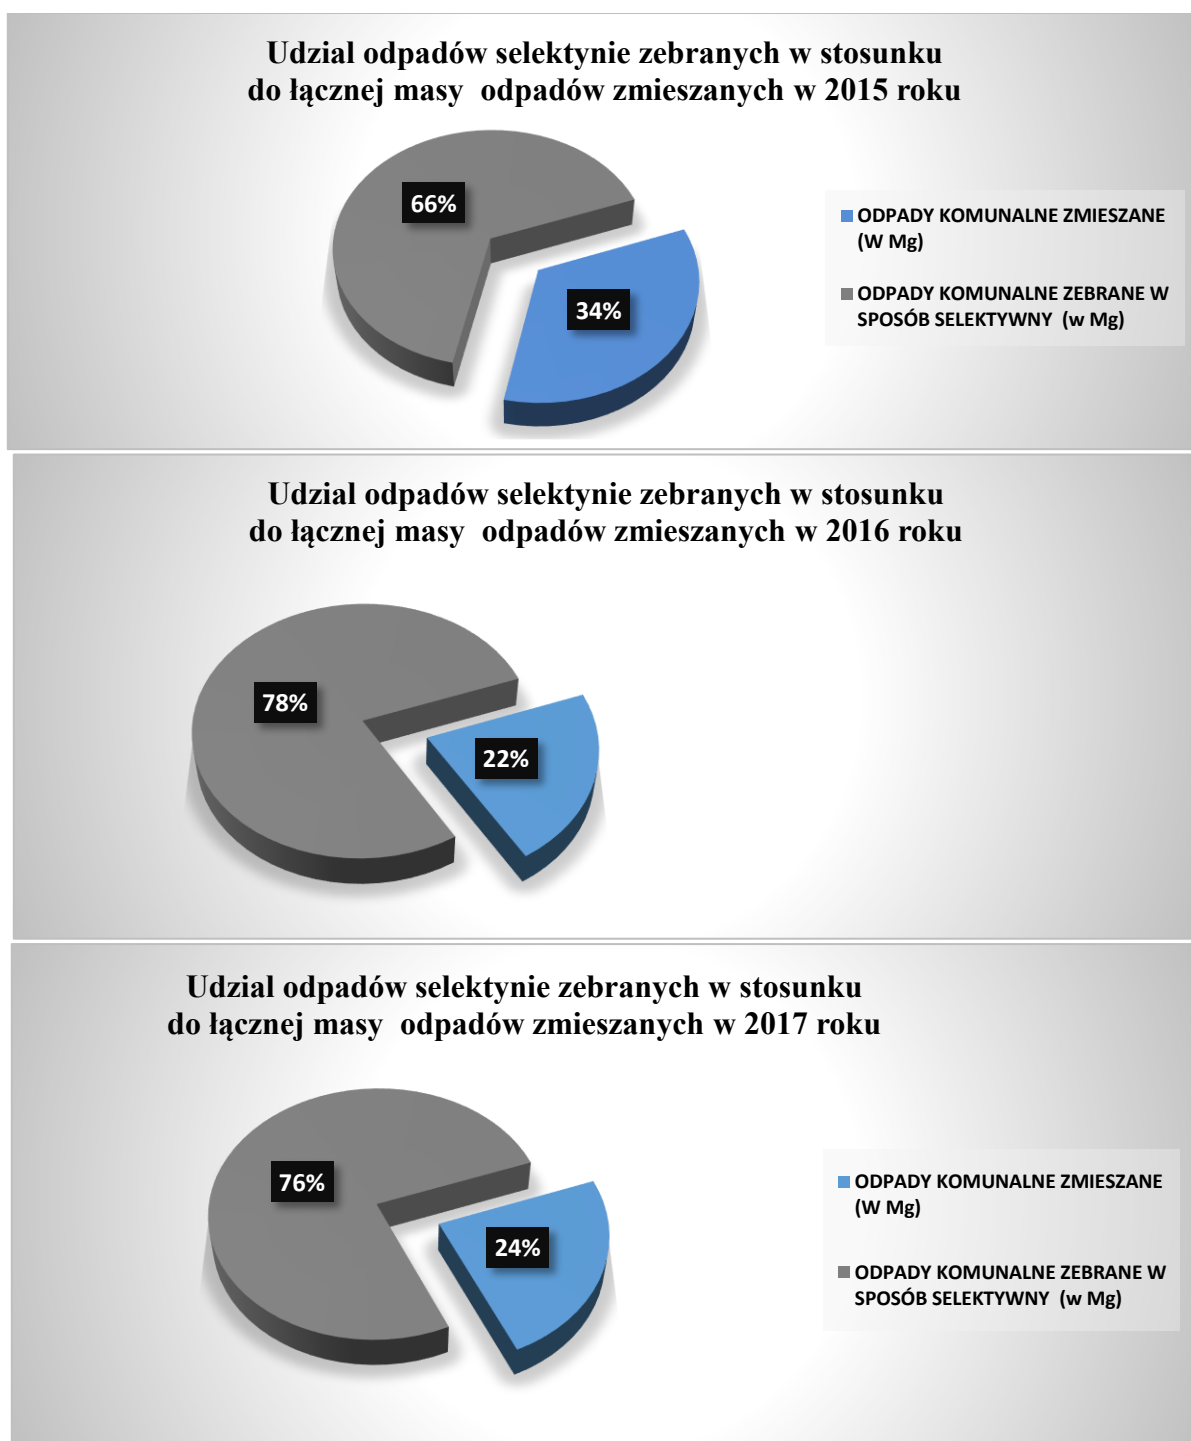 Udzial odpadów selektynie zebranych w stosunku
do łącznej masy  odpadów zmieszanych w 2015 roku
66%
34%
ODPADY KOMUNALNE ZMIESZANE
(W Mg)
ODPADY KOMUNALNE ZEBRANE W
SPOSÓB SELEKTYWNY  (w Mg)
Udzial odpadów selektynie zebranych w stosunku
do łącznej masy  odpadów zmieszanych w 2016 roku
78%
22%
Udzial odpadów selektynie zebranych w stosunku
do łącznej masy  odpadów zmieszanych w 2017 roku
76%
24%
ODPADY KOMUNALNE ZMIESZANE
(W Mg)
ODPADY KOMUNALNE ZEBRANE W
SPOSÓB SELEKTYWNY  (w Mg)